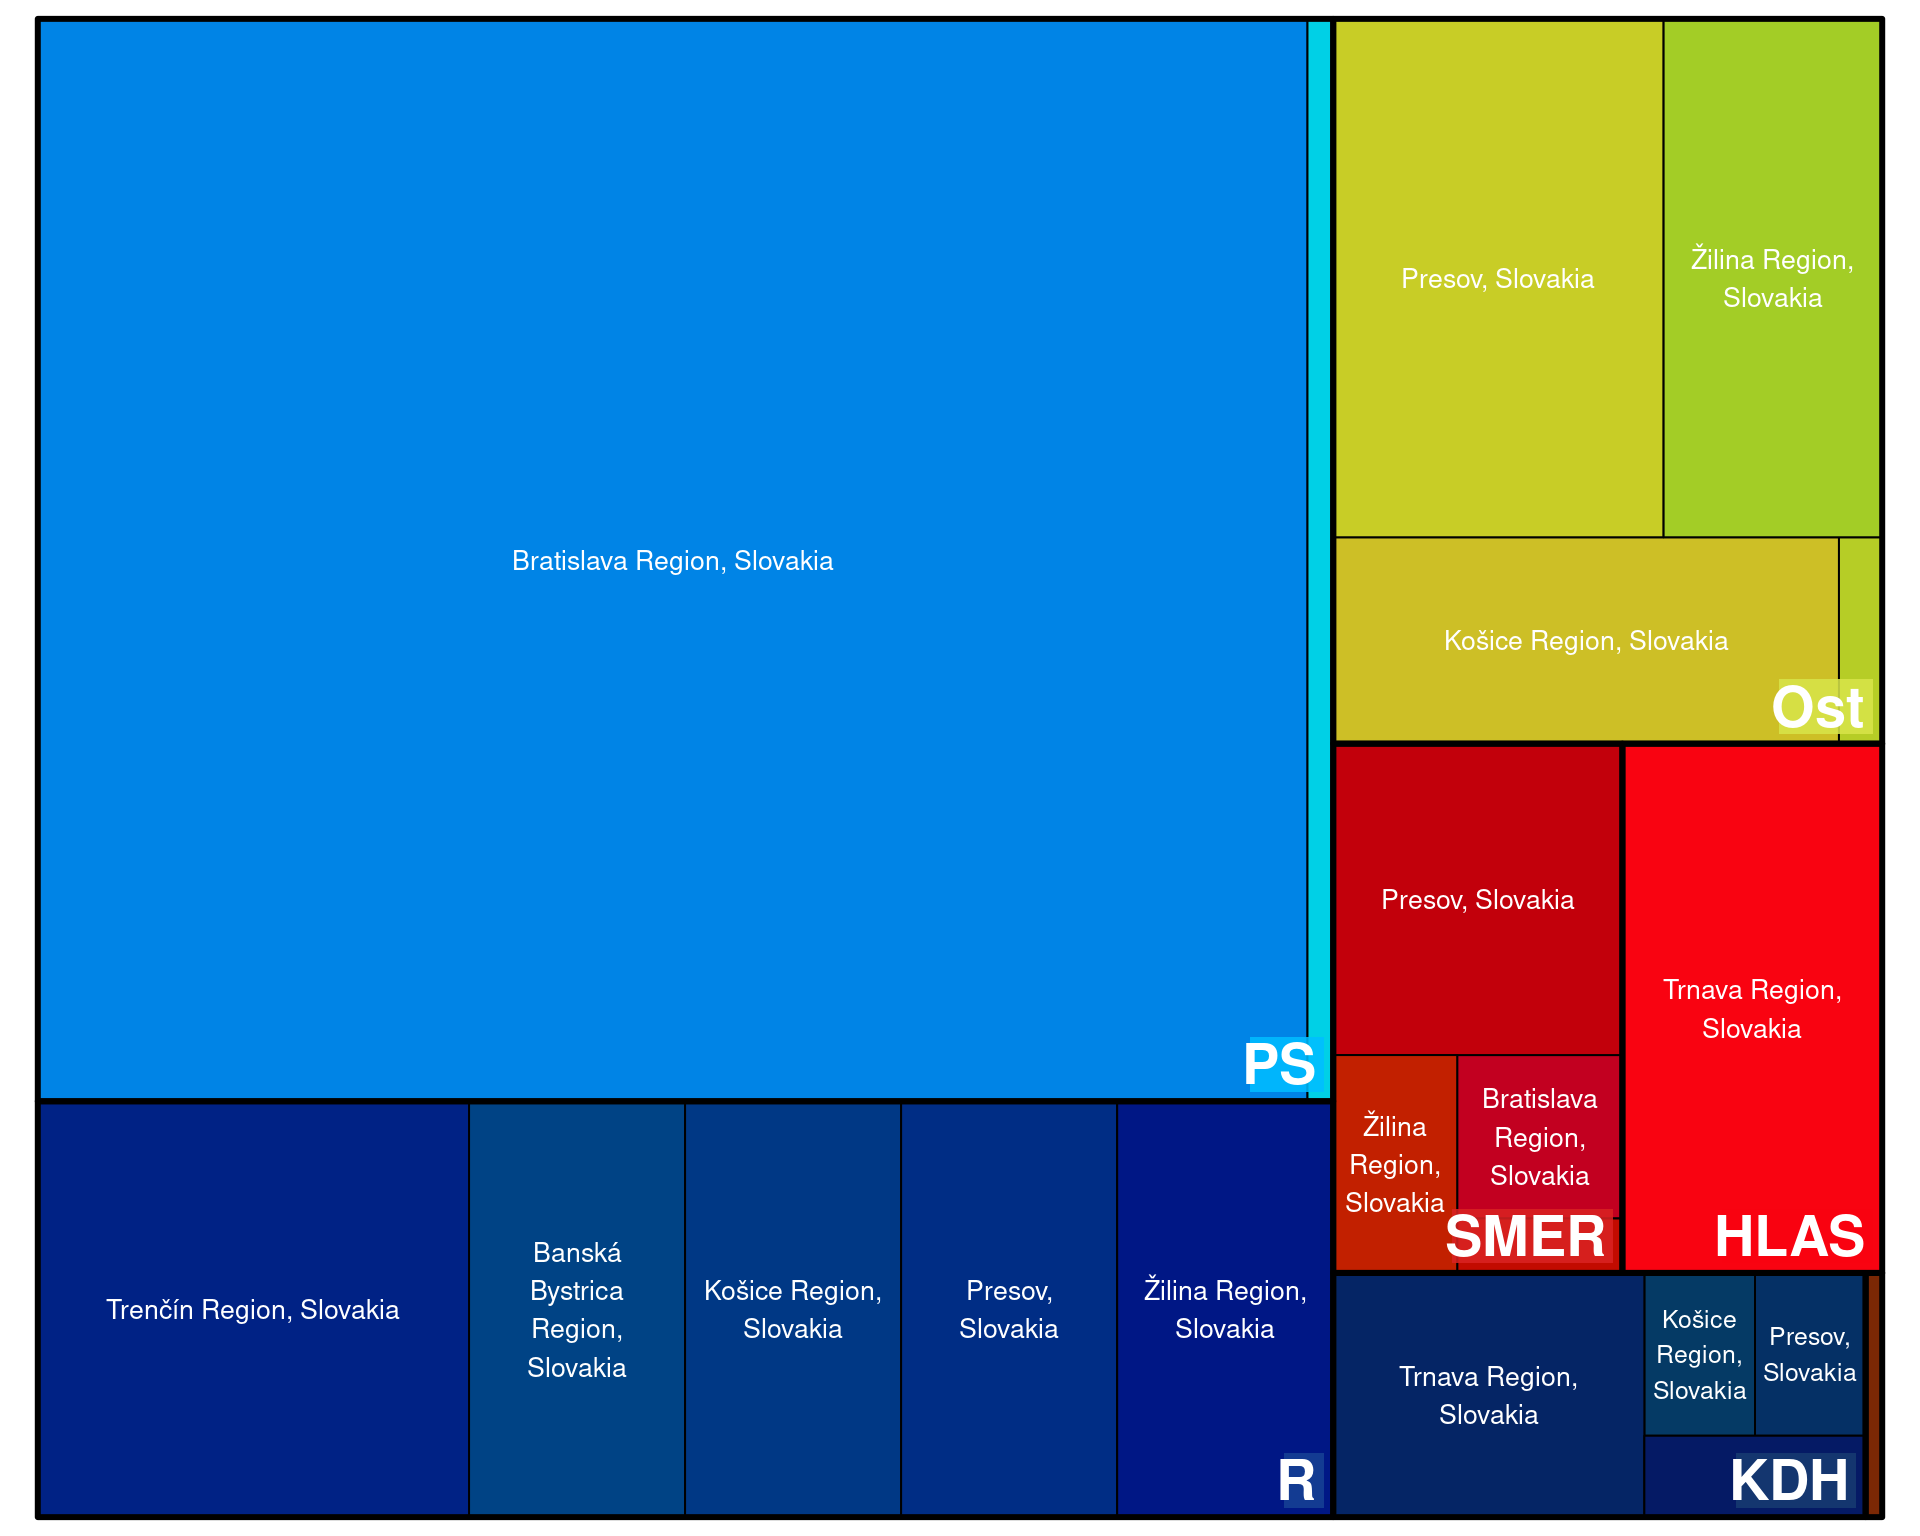 Bratislava Region, Slovakia
PS
Trenčín Region, Slovakia
Banská
Bystrica
Region,
Slovakia
Košice Region,
Slovakia
Presov,
Slovakia
Žilina Region,
Slovakia
R
Presov, Slovakia
Žilina Region,
Slovakia
Košice Region, Slovakia
Ost
Presov, Slovakia
Žilina
Region,
Slovakia
Bratislava
Region,
Slovakia
SMER
Trnava Region,
Slovakia
HLAS
Trnava Region,
Slovakia
Košice
Region,
Slovakia
Presov,
Slovakia
KDH